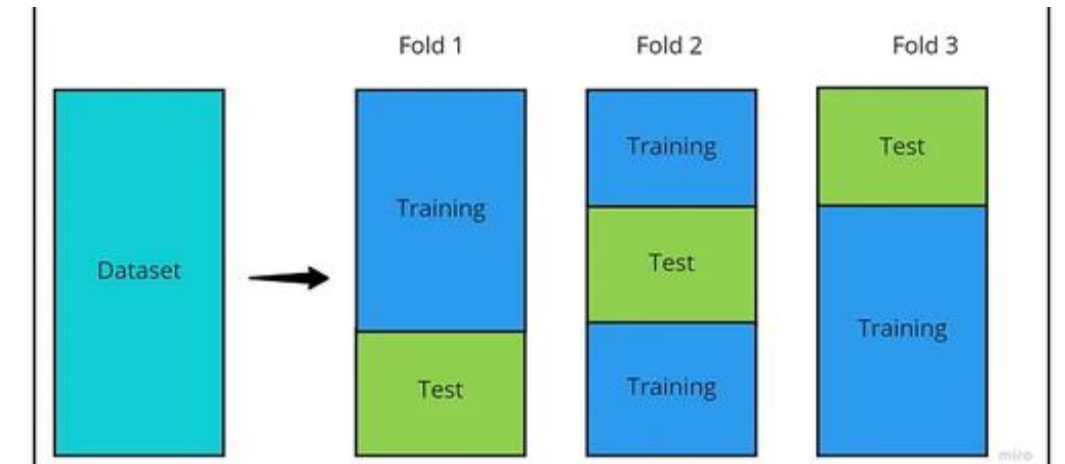 Fold 1
Fold 2
Fold 3
Dataset
Training
Test
Training
Test
Training
Test
Training
miro